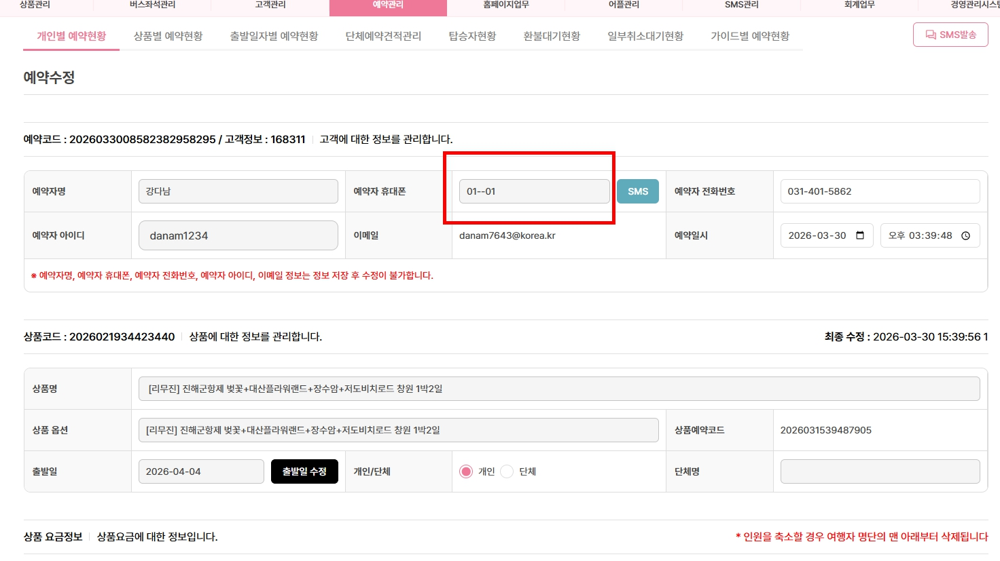 상품관리 버스좌석관리 고객관리 예약관리 홈페이지업무 어플관리 SMS관리 회계업무 경영관리시스템
개인별 예약현황 상품별 예약현황 출발일자별 예약현황 단체예약견적관리 탑승자현황 환불대기현황 일부취소대기현황 가이드별 예약현황 SMS발송
예약수정
예약코드 : 2026033008582382958295 / 고객정보 : 168311 고객에 대한 정보를 관리합니다.
예약자명 강다남 예약자 휴대폰 01--01 SMS 예약자 전화번호 031-401-5862
예약자 아이디 danam1234 이메일 danam7643@korea.kr 예약일시 2026-03-30 오후 03:39:48
※ 예약자명, 예약자 휴대폰, 예약자 전화번호, 예약자 아이디, 이메일 정보는 정보 저장 후 수정이 불가합니다.
상품코드 : 2026021934423440 상품에 대한 정보를 관리합니다. 최종 수정 : 2026-03-30 15:39:56 1
상품명 [리무진] 진해군항제 벚꽃+대산플라워랜드+장수암+저도비치로드 창원 1박2일
상품 옵션 [리무진] 진해군항제 벚꽃+대산플라워랜드+장수암+저도비치로드 창원 1박2일 상품예약코드 2026031539487905
출발일 2026-04-04 출발일 수정 개인/단체 개인 단체 단체명
상품 요금정보 상품요금에 대한 정보입니다. * 인원을 축소할 경우 여행자 명단의 맨 아래부터 삭제됩니다